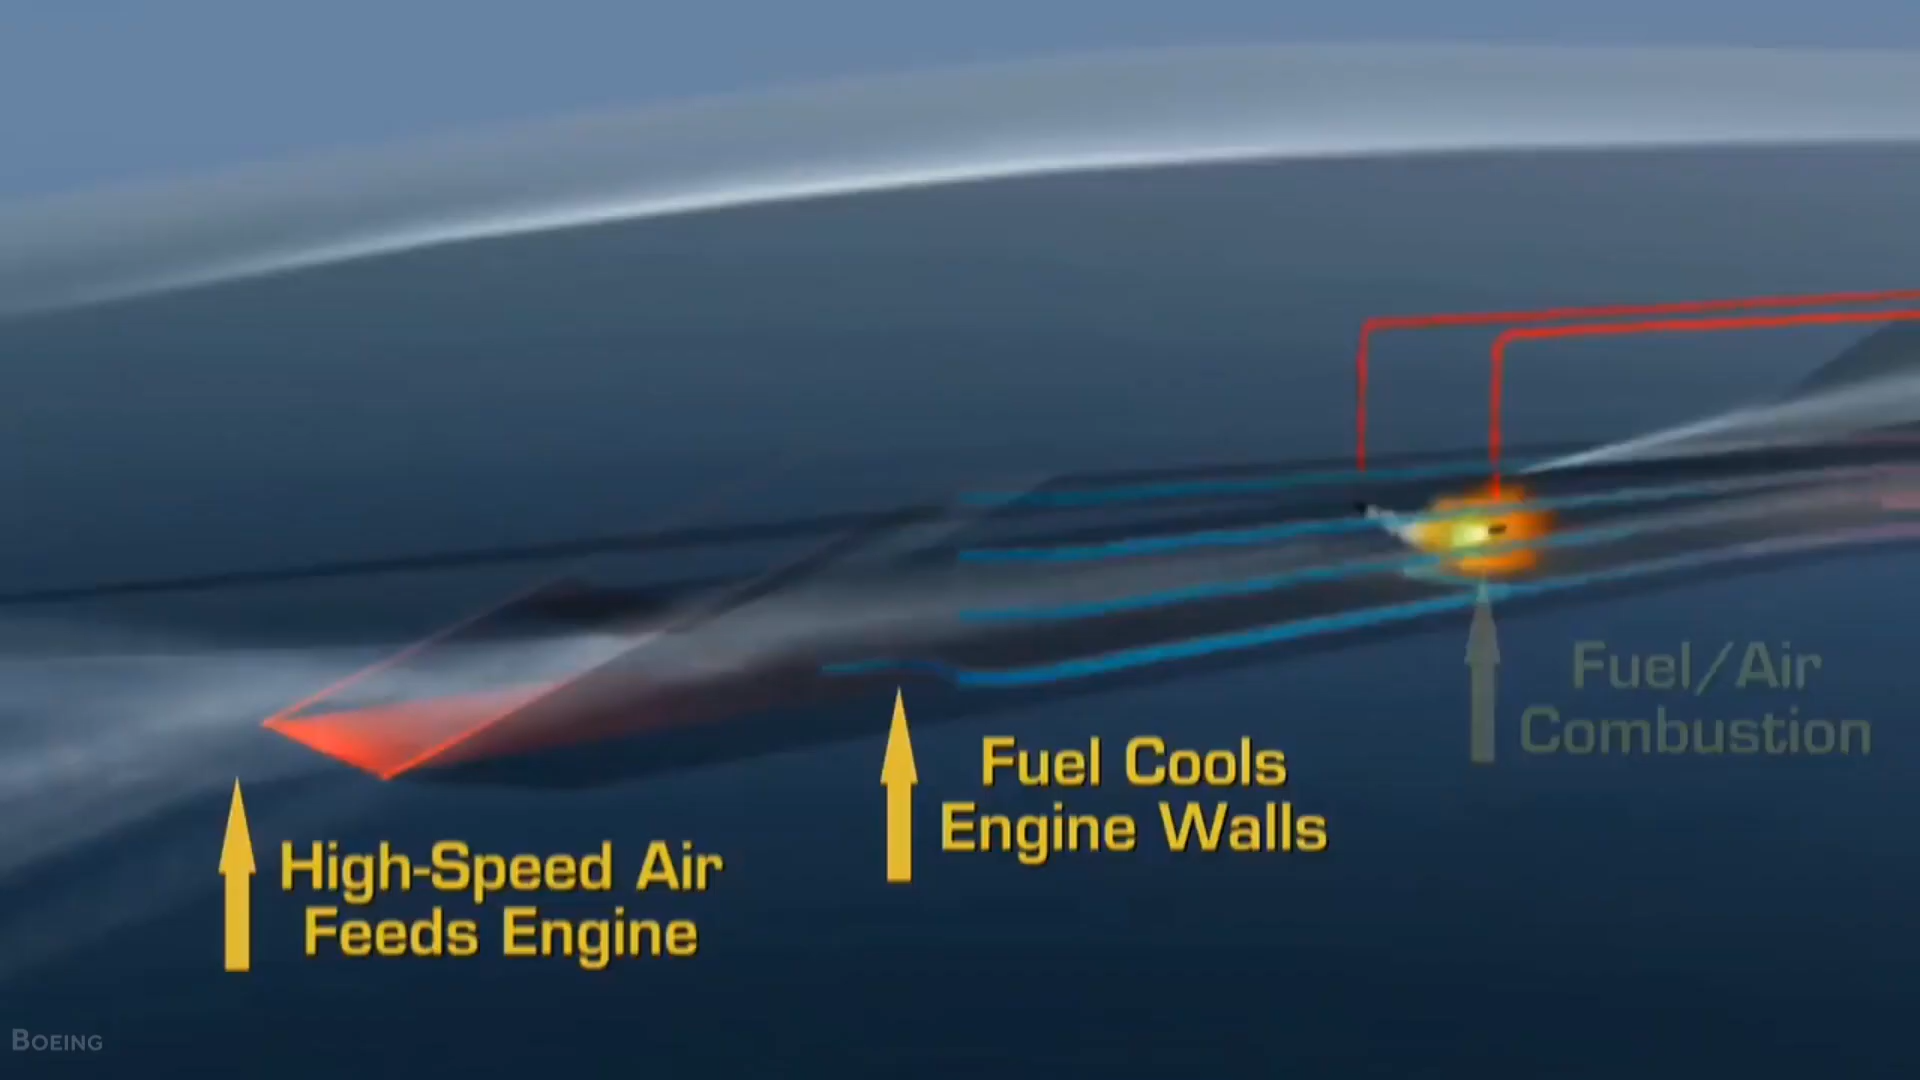 Fuel/Air
Combustion
Fuel Cools
Engine Walls
High-Speed Air
Feeds Engine
BOEING